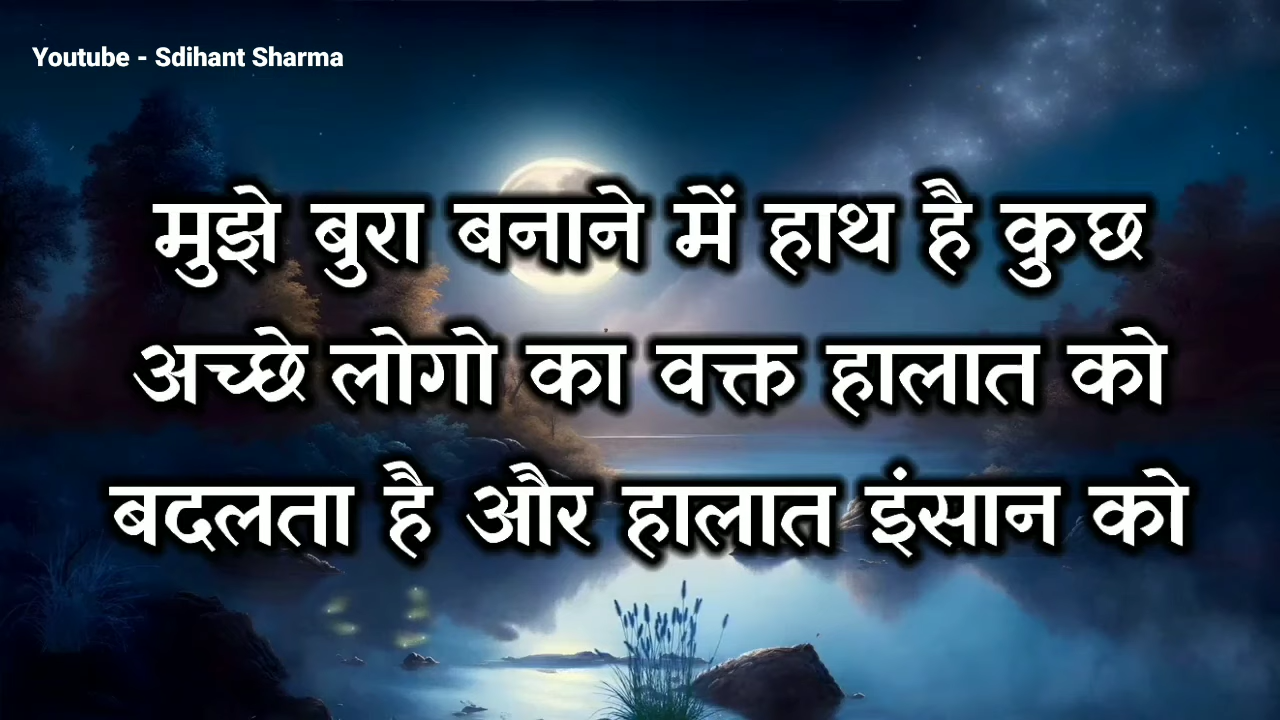 Youtube - Sdihant Sharma
मुझे बुरा बनाने में हाथ है कुछ
अच्छे लोगो का वक्त हालात को
बदलता है और हालात इंसान को